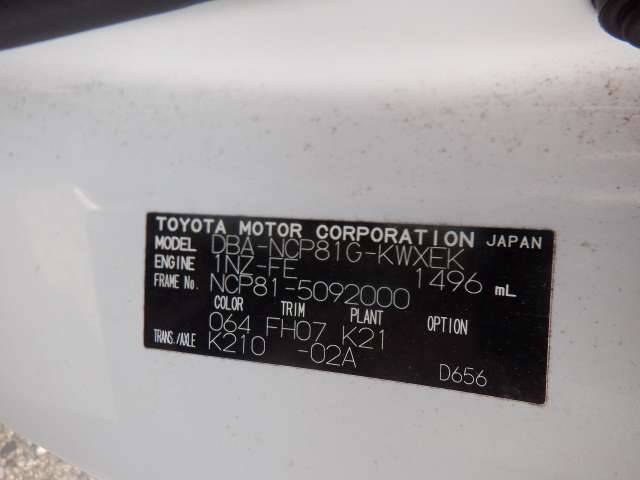 TOYOTA MOTOR CORPORATION JAPAN
MODEL DBA-NCP81G-KWXEK
ENGINE 1NZ-FE 1496 mL
FRAME No. NCP81-5092000
COLOR TRIM PLANT OPTION
064 FH07 K21
TRANS./AXLE K210 -02A
D656